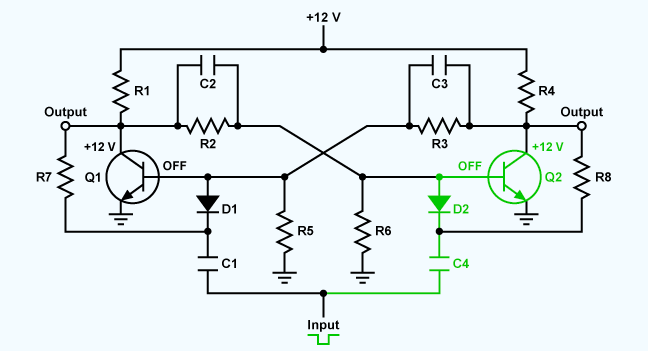 +12 V
C2
C3
R1
R4
Output
R2
R3
Output
+12 V
OFF
OFF
+12 V
R7
Q1
Q2
R8
D1
R5
R6
D2
C1
C4
Input